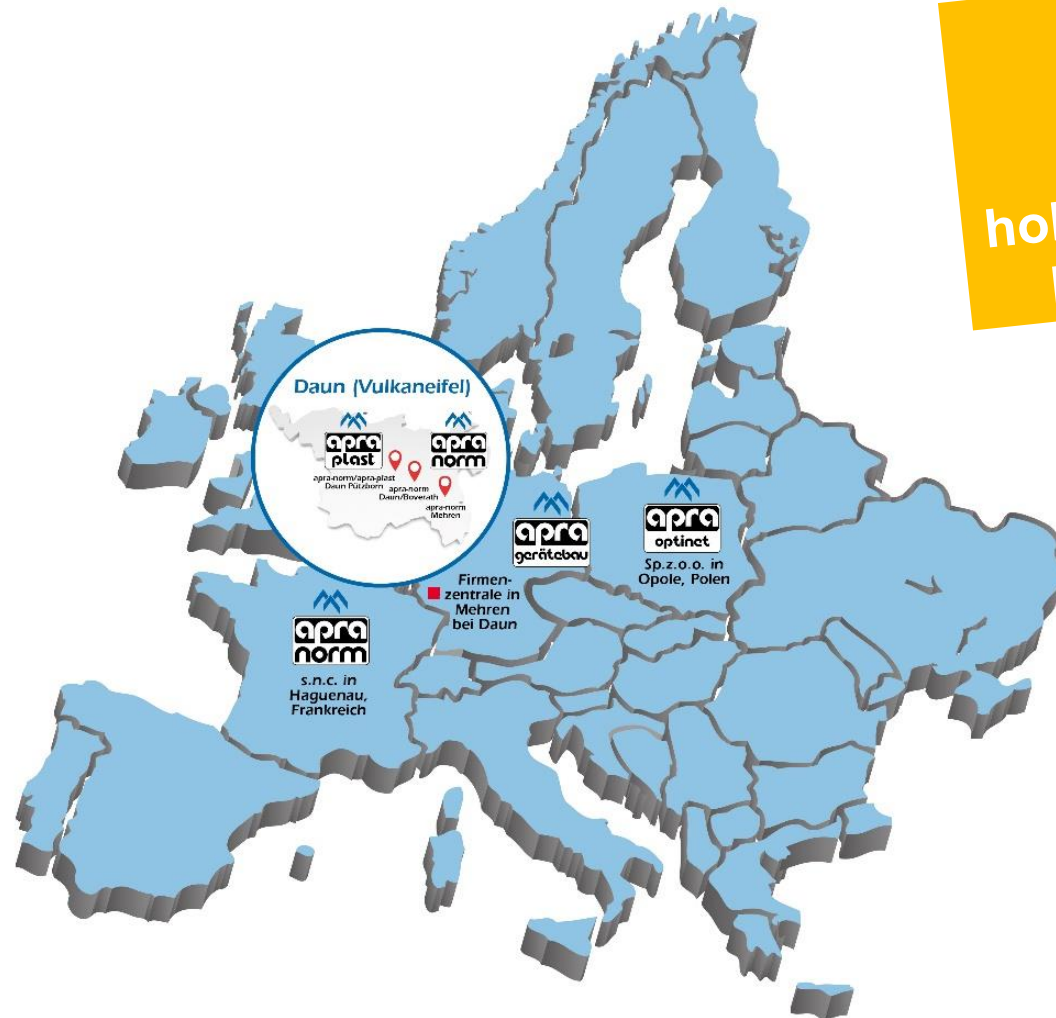 Daun (Vulkaneifel)
apra
plast
apra
norm
apra-norm/apra-plast
Daun Pützborn
apra-norm
Daun/Boverath
apra-norm
Mehren
apra
gerätebau
apra
optinet
Sp.z.o.o. in
Opole, Polen
Firmen-
zentrale in
Mehren
bei Daun
apra
norm
s.n.c. in
Haguenau,
Frankreich